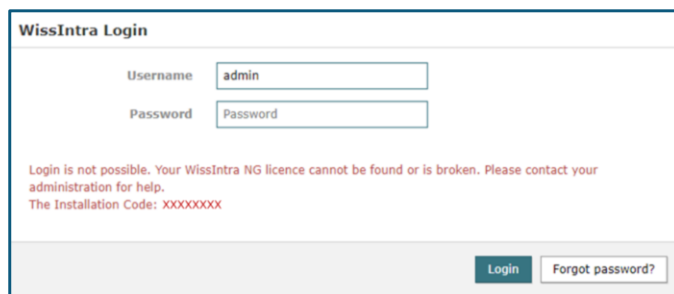 WissIntra Login
Username
admin
Password
Password
Login is not possible. Your WissIntra NG licence cannot be found or is broken. Please contact your
administration for help.
The Installation Code: XXXXXXXX
Login
Forgot password?